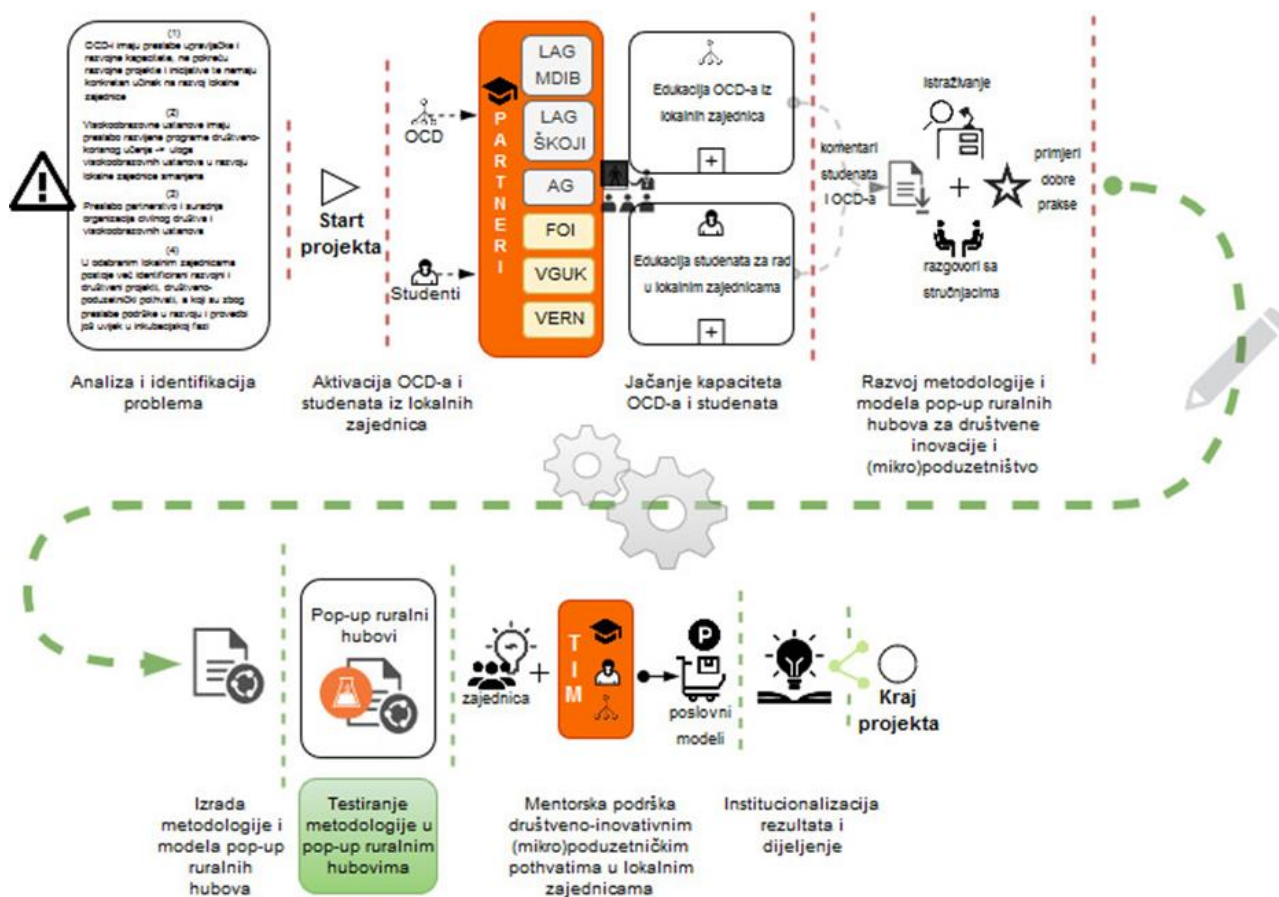 (1)
OCD-i imaju preslabe upravljačke i
razvojne kapacitete, ne pokreću
razvojne projekte i inicijative te nemaju
konkretan učinak na razvoj lokalne
zajednice
(2)
Visokoobrazovne ustanove imaju
preslabo razvijene programe društveno-
korisnog učenja -> uloga
visokoobrazovnih ustanova u razvoju
lokalne zajednice smanjena
(3)
Preslabo partnerstvo i suradnja
organizacija civilnog društva i
visokoobrazovnih ustanova
(4)
U odabranim lokalnim zajednicama
postoje već identificirani razvojni i
društveni projekti, društveno-
poduzetnički pothvati, a koji su zbog
preslabe podrške u razvoju i provedbi
još uvijek u inkubacijskoj fazi
Analiza i identifikacija
problema
Start
projekta
OCD
Studenti
Aktivacija OCD-a i
studenata iz lokalnih
zajednica
PARTNERI
LAG
MDIB
LAG
ŠKOJI
AG
FOI
VGUK
VERN
Edukacija OCD-a iz
lokalnih zajednica
Edukacija studenata za rad
u lokalnim zajednicama
Jačanje kapaciteta
OCD-a i studenata
komentari
studenata
I OCD-a
Istraživanje
primjeri
dobre
prakse
razgovori sa
stručnjacima
Razvoj metodologije i
modela pop-up ruralnih
hubova za društvene
inovacije i
(mikro)poduzetništvo
Izrada
metodologije i
modela pop-up
ruralnih
hubova
Pop-up ruralni
hubovi
Testiranje
metodologije u
pop-up ruralnim
hubovima
zajednica
TIM
P
poslovni
modeli
Mentorska podrška
društveno-inovativnim
(mikro)poduzetničkim
pothvatima u lokalnim
zajednicama
Institucionalizacija
rezultata i
dijeljenje
Kraj
projekta